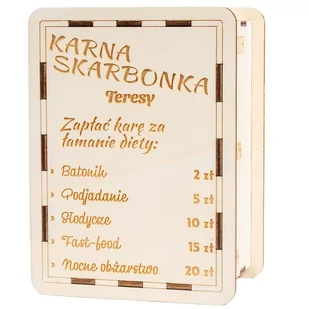 KARNA
SKARBONKA
Teresy
Zapłać karę za
łamanie diety:
› Batonik 2 zł
› Podjadanie 5 zł
› Słodycze 10 zł
› Fast-food 15 zł
› Nocne obżarstwo 20 zł